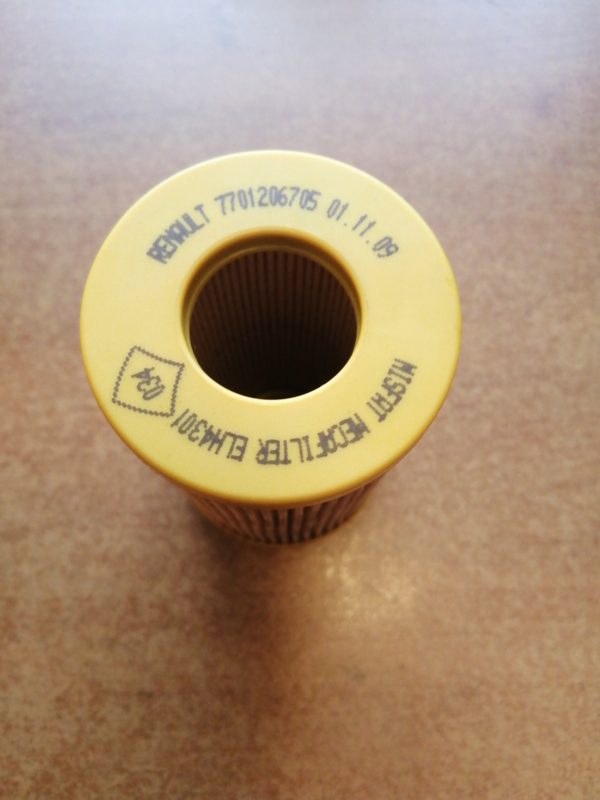 RENAULT 7701206705 01.11.09
MISFAT MECAFILTER ELH4301
034